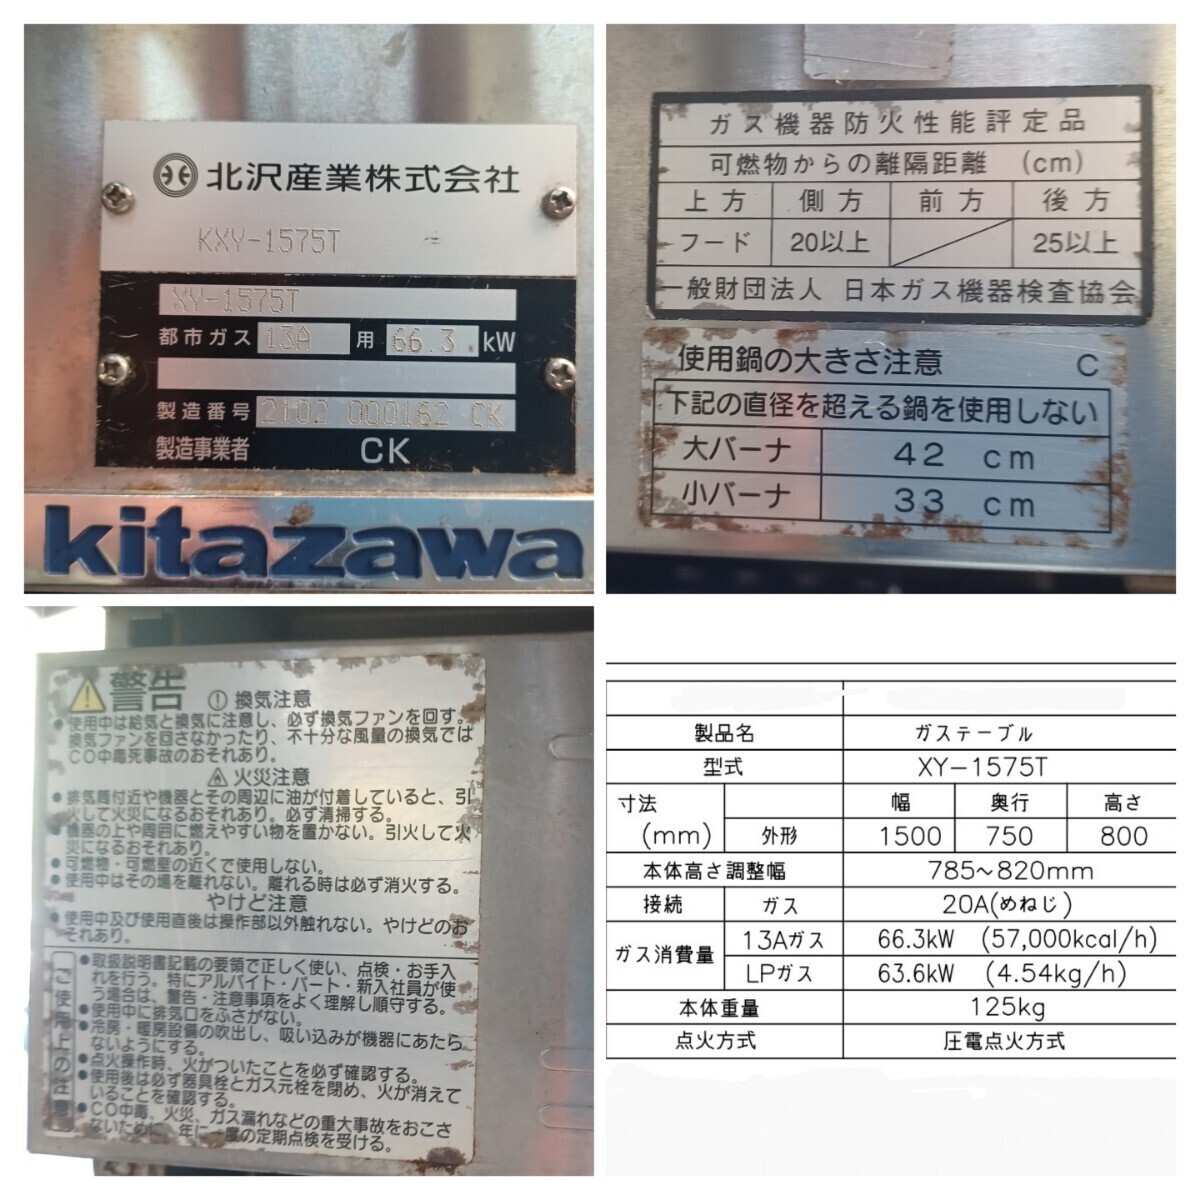 北沢産業株式会社
KXY-1575T
XY-1575T
都市ガス 13A 用 66.3 kW
製造番号 2102 000162 CK
製造事業者 CK
kitazawa
ガス機器防火性能評定品
可燃物からの離隔距離 (cm)
上方 側方 前方 後方
フード 20以上 25以上
一般財団法人 日本ガス機器検査協会
使用鍋の大きさ注意 C
下記の直径を超える鍋を使用しない
大バーナ 42 cm
小バーナ 33 cm
警告 換気注意
●使用中は給気と換気に注意し、必ず換気ファンを回す。
換気ファンを回さなかったり、不十分な風量の換気では
CO中毒死事故のおそれあり。
火災注意
●排気筒付近や機器とその周辺に油が付着していると、引
火して火災になるおそれあり。必ず清掃する。
●機器の上や周囲に燃えやすい物を置かない。引火して火
災になるおそれあり。
●可燃物・可燃壁の近くで使用しない。
●使用中はその場を離れない。離れる時は必ず消火する。
やけど注意
●使用中及び使用直後は操作部以外触れない。やけどのお
それあり。
ご使用上の注意
●取扱説明書記載の要領で正しく使い、点検・お手入
れを行う。特にアルバイト・パート・新入社員が使
う場合は、警告・注意事項をよく理解し順守する。
●使用中に排気口をふさがない。
●冷房・暖房設備の吹出し、吸い込みが機器にあたら
ないようにする。
●点火操作時、火がついたことを必ず確認する。
●使用後は必ず器具栓とガス元栓を閉め、火が消えて
いることを確認する。
●CO中毒、火災、ガス漏れなどの重大事故をおこさ
ないために、年に一度の定期点検を受ける。
製品名 ガステーブル
型式 XY-1575T
寸法 幅 奥行 高さ
(mm) 外形 1500 750 800
本体高さ調整幅 785~820mm
接続 ガス 20A(めねじ)
ガス消費量 13Aガス 66.3kW (57,000kcal/h)
LPガス 63.6kW (4.54kg/h)
本体重量 125kg
点火方式 圧電点火方式